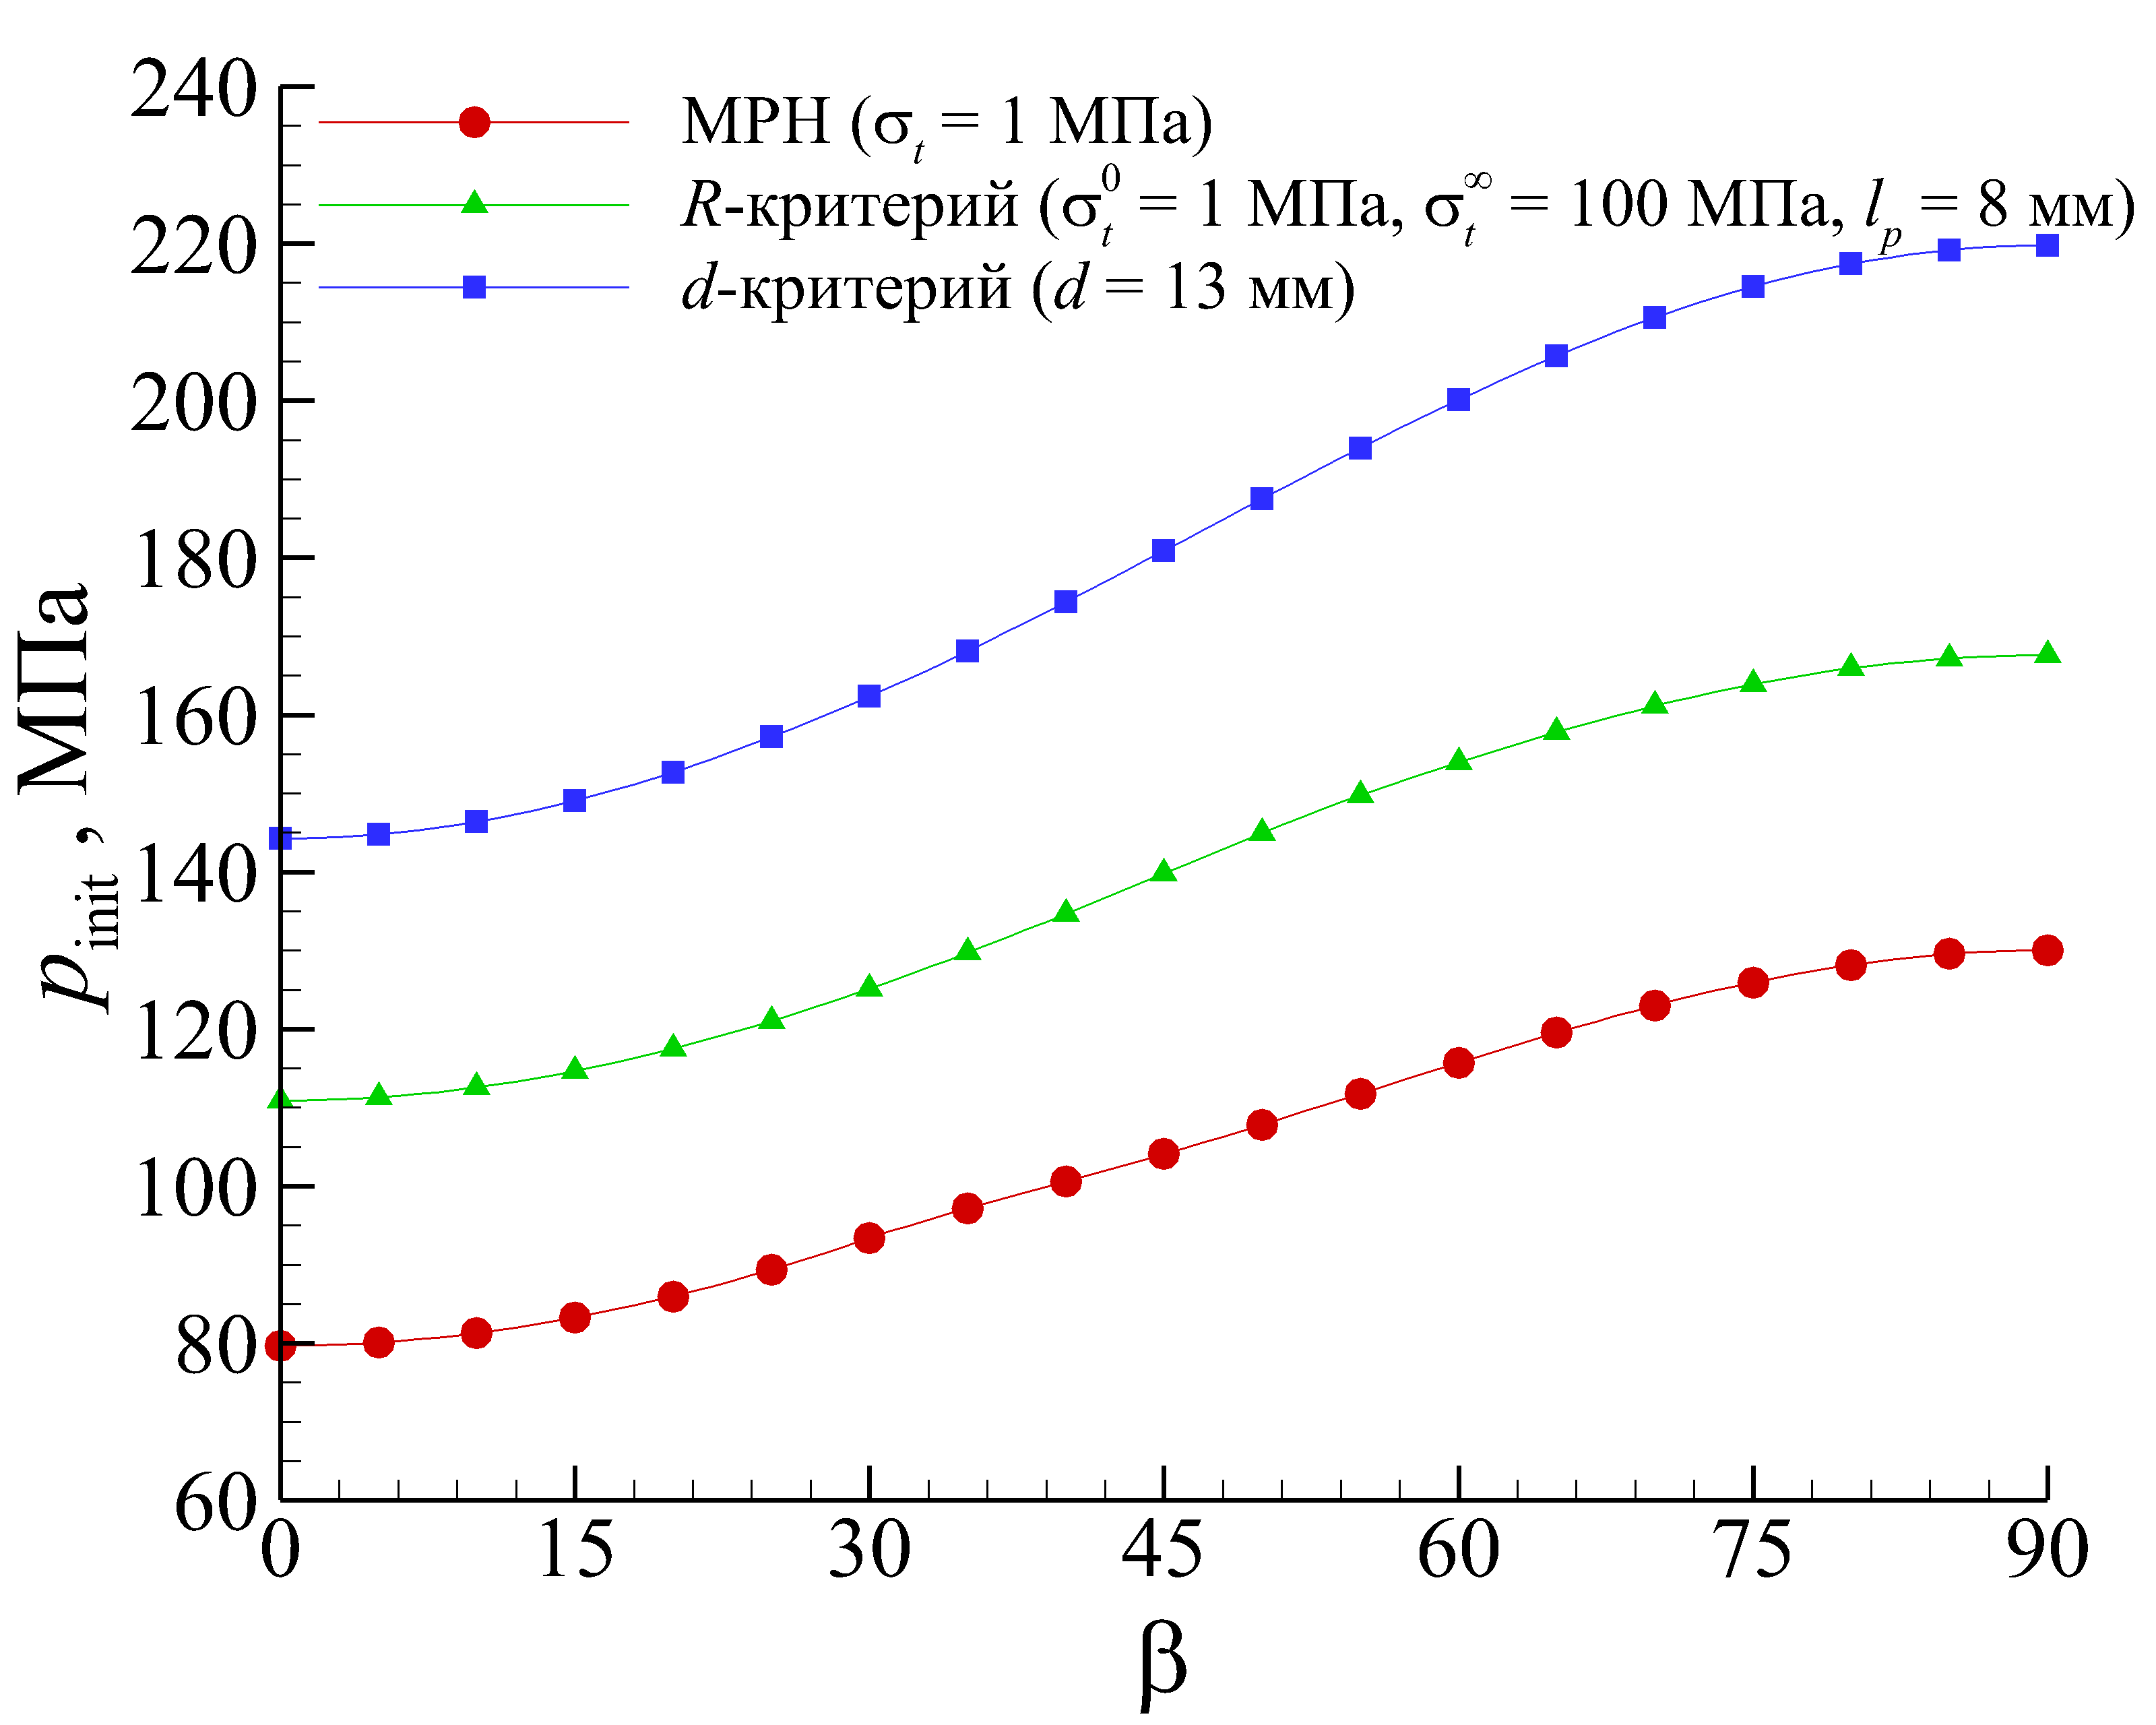 240
220
200
180
160
140
120
100
80
60
p_init, МПа
МРН (σ_t = 1 МПа)
R-критерий (σ_t^0 = 1 МПа, σ_t^∞ = 100 МПа, l_p = 8 мм)
d-критерий (d = 13 мм)
0 15 30 45 60 75 90
β